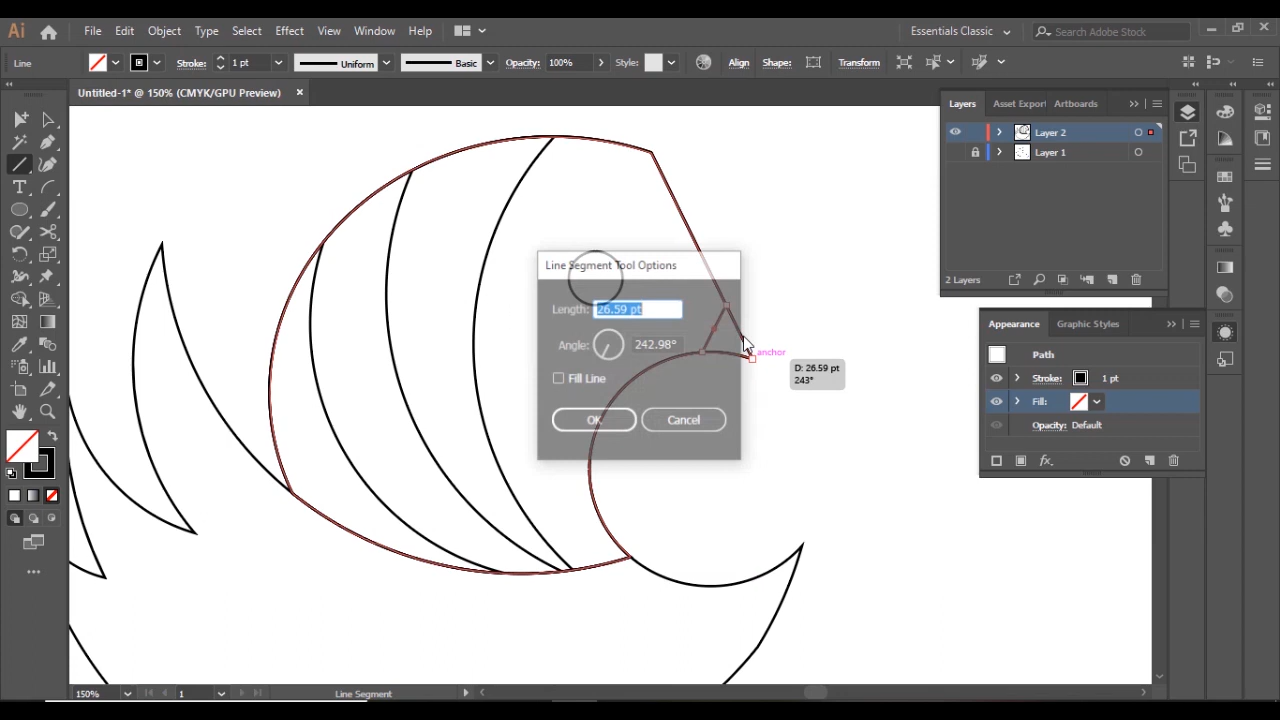 Ai File Edit Object Type Select Effect View Window Help Essentials Classic Search Adobe Stock
Line Stroke: 1 pt Uniform Basic Opacity: 100% Style: Align Shape: Transform
Untitled-1* @ 150% (CMYK/GPU Preview)
Layers Asset Export Artboards
Layer 2
Layer 1
2 Layers
Line Segment Tool Options
Length: 26.59 pt
Angle: 242.98°
Fill Line
OK Cancel
anchor
D: 26.59 pt
243°
Appearance Graphic Styles
Path
Stroke: 1 pt
Fill:
Opacity: Default
fx.
150% 1 Line Segment